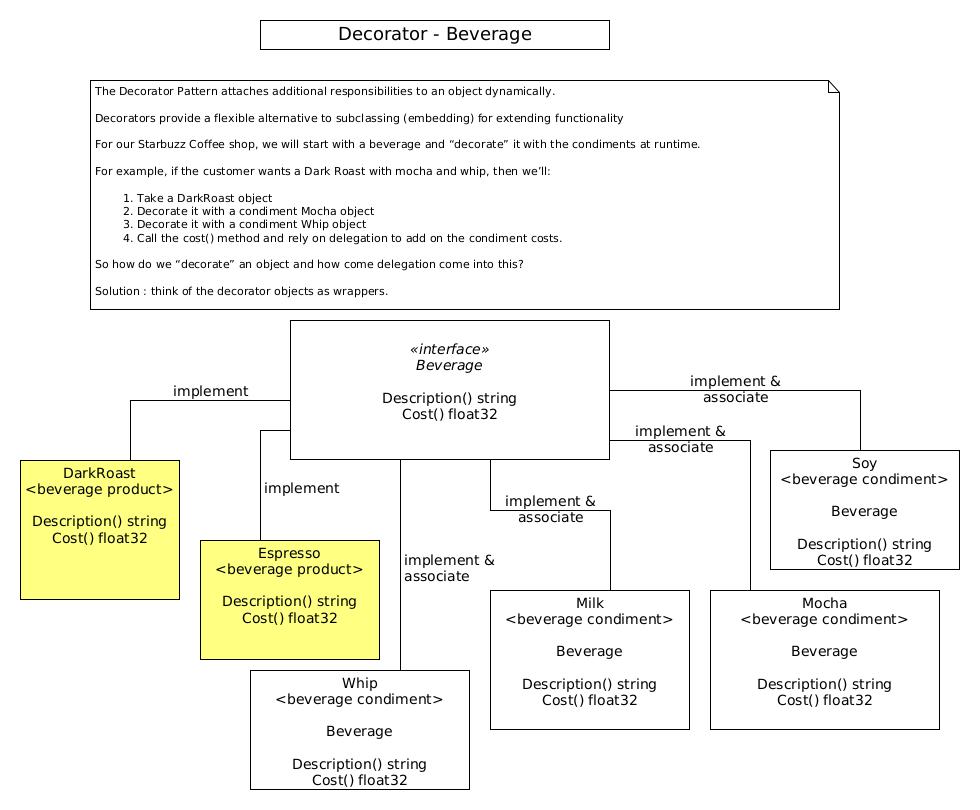 Decorator - Beverage
The Decorator Pattern attaches additional responsibilities to an object dynamically.
Decorators provide a flexible alternative to subclassing (embedding) for extending functionality
For our Starbuzz Coffee shop, we will start with a beverage and “decorate” it with the condiments at runtime.
For example, if the customer wants a Dark Roast with mocha and whip, then we’ll:
1. Take a DarkRoast object
2. Decorate it with a condiment Mocha object
3. Decorate it with a condiment Whip object
4. Call the cost() method and rely on delegation to add on the condiment costs.
So how do we “decorate” an object and how come delegation come into this?
Solution : think of the decorator objects as wrappers.
«interface»
Beverage
Description() string
Cost() float32
implement
implement &
associate
implement &
associate
implement
implement &
associate
implement &
associate
DarkRoast
<beverage product>
Description() string
Cost() float32
Espresso
<beverage product>
Description() string
Cost() float32
Soy
<beverage condiment>
Beverage
Description() string
Cost() float32
Whip
<beverage condiment>
Beverage
Description() string
Cost() float32
Milk
<beverage condiment>
Beverage
Description() string
Cost() float32
Mocha
<beverage condiment>
Beverage
Description() string
Cost() float32